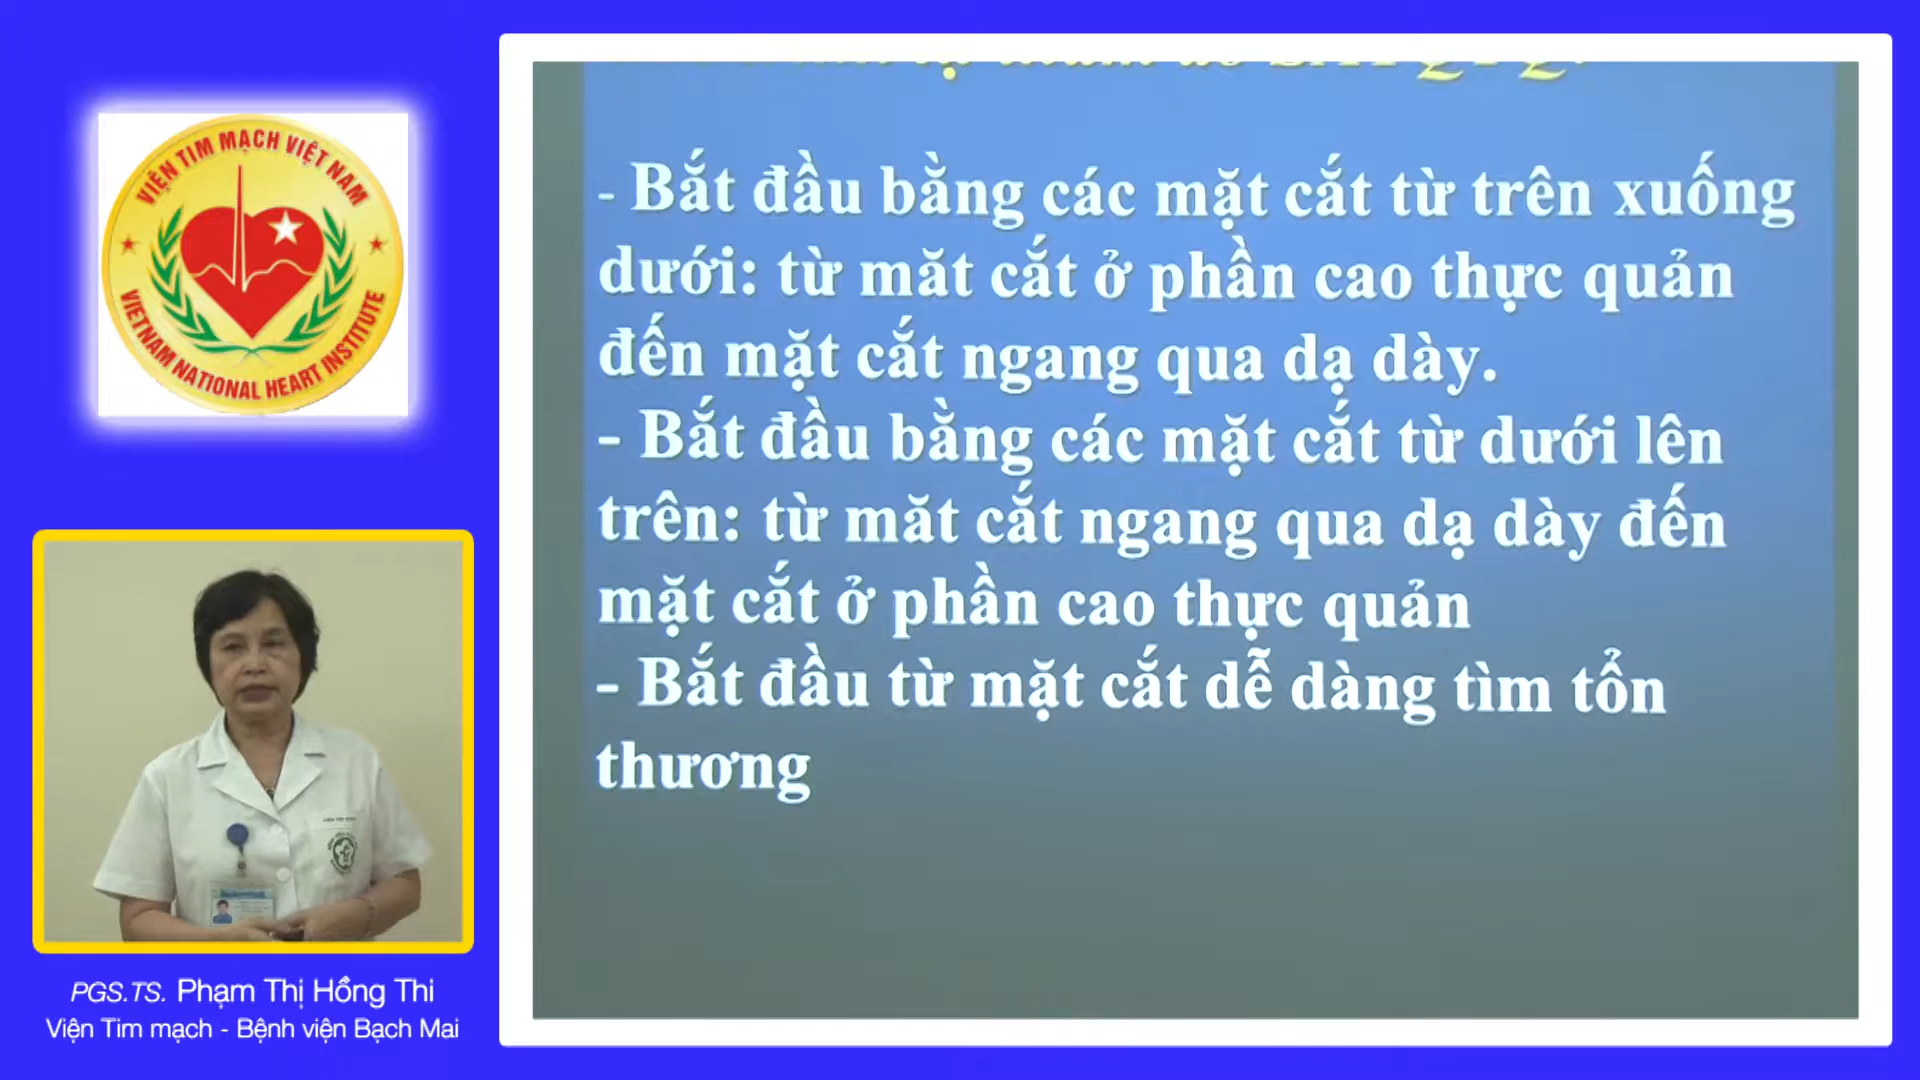 VIỆN TIM MẠCH VIỆT NAM
VIETNAM NATIONAL HEART INSTITUTE
- Bắt đầu bằng các mặt cắt từ trên xuống
dưới: từ măt cắt ở phần cao thực quản
đến mặt cắt ngang qua dạ dày.
- Bắt đầu bằng các mặt cắt từ dưới lên
trên: từ măt cắt ngang qua dạ dày đến
mặt cắt ở phần cao thực quản
- Bắt đầu từ mặt cắt dễ dàng tìm tổn
thương
PGS.TS. Phạm Thị Hồng Thi
Viện Tim mạch - Bệnh viện Bạch Mai